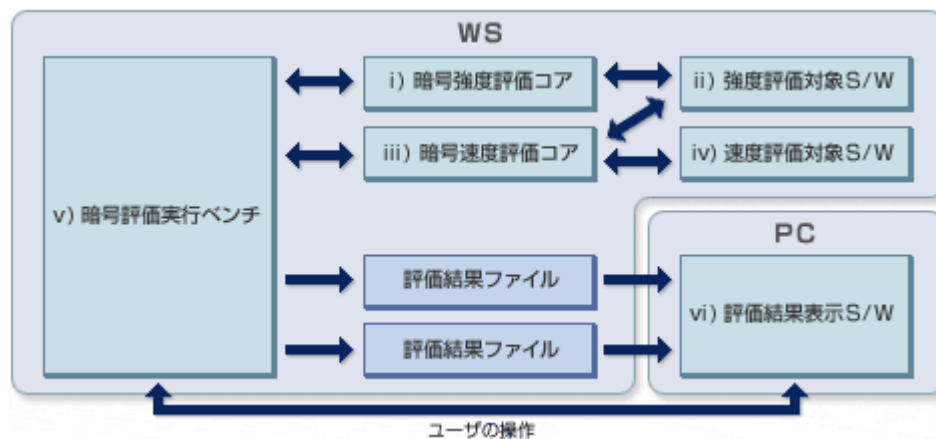 WS
i) 暗号強度評価コア
ii) 強度評価対象S/W
iii) 暗号速度評価コア
iv) 速度評価対象S/W
v) 暗号評価実行ベンチ
PC
評価結果ファイル
vi) 評価結果表示S/W
評価結果ファイル
ユーザの操作